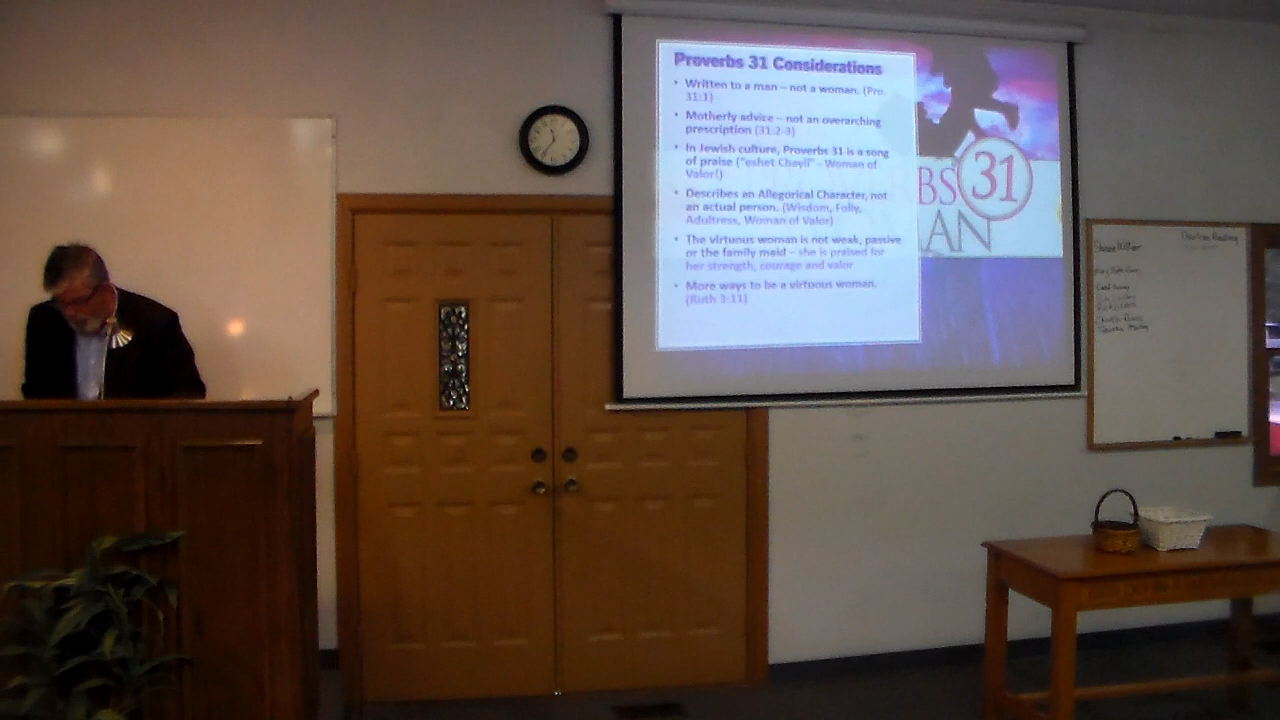 Proverbs 31 Considerations
• Written to a man – not a woman. (Pro.
31:1)
• Motherly advice – not an overarching
prescription (31:2-3)
• In Jewish culture, Proverbs 31 is a song
of praise ("eshet Chayil" - Woman of
Valor!)
• Describes an Allegorical Character, not
an actual person. (Wisdom, Folly,
Adultress, Woman of Valor)
• The virtuous woman is not weak, passive
or the family maid – she is praised for
her strength, courage and valor
• More ways to be a virtuous woman.
(Ruth 3:11)
BS 31
AN